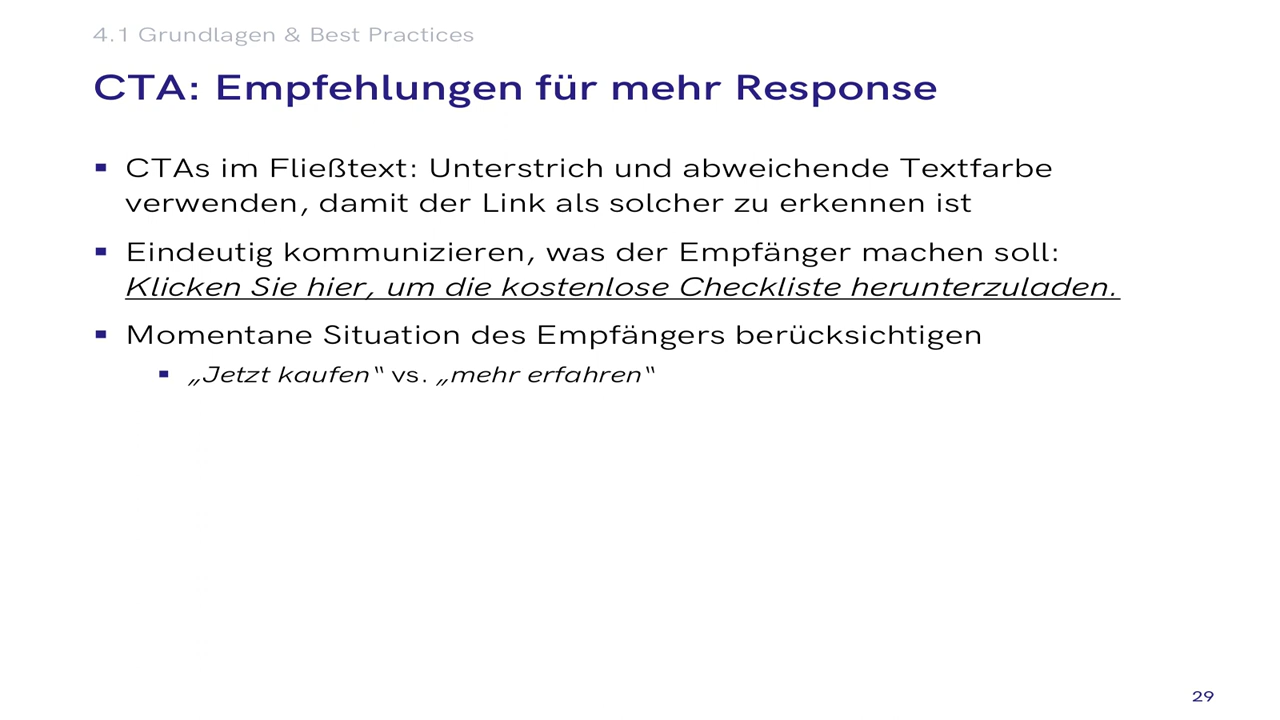 4.1 Grundlagen & Best Practices
CTA: Empfehlungen für mehr Response
▪ CTAs im Fließtext: Unterstrich und abweichende Textfarbe
verwenden, damit der Link als solcher zu erkennen ist
▪ Eindeutig kommunizieren, was der Empfänger machen soll:
Klicken Sie hier, um die kostenlose Checkliste herunterzuladen.
▪ Momentane Situation des Empfängers berücksichtigen
▪ „Jetzt kaufen“ vs. „mehr erfahren“
29